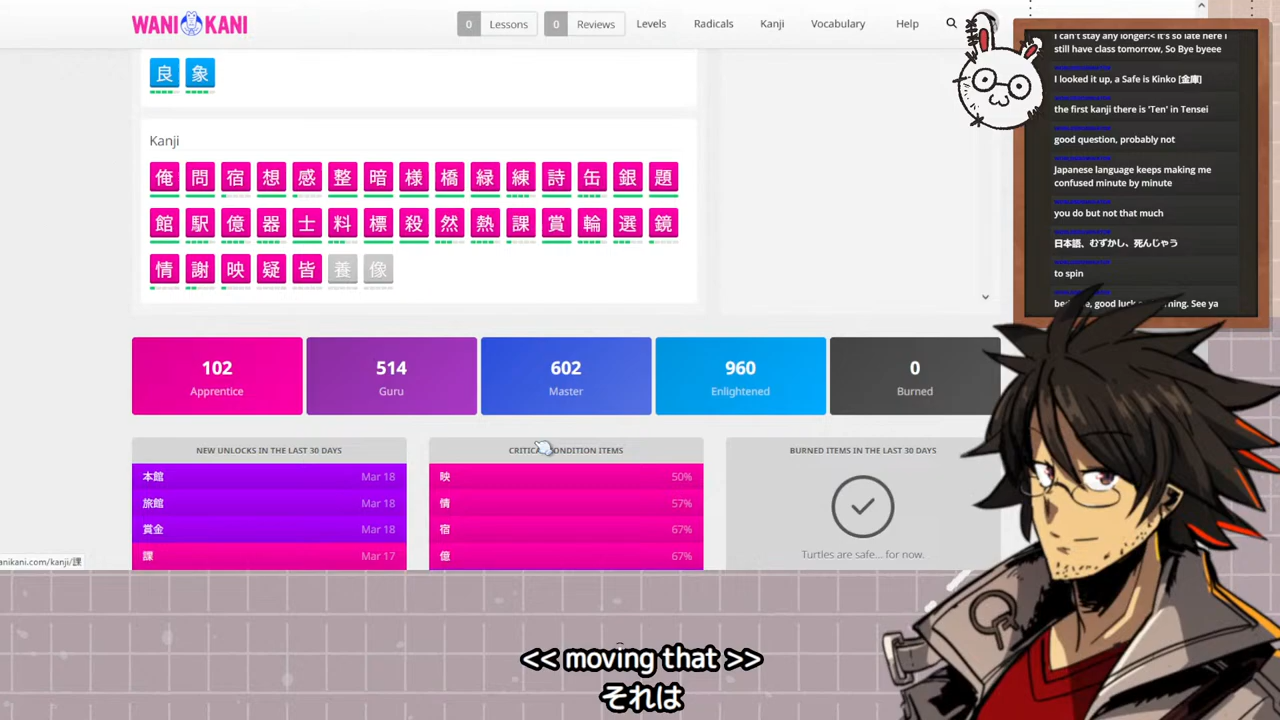 WANI KANI
0 Lessons 0 Reviews Levels Radicals Kanji Vocabulary Help
良 象
Kanji
俺 問 宿 想 感 整 暗 様 橋 緑 練 詩 缶 銀 題
館 駅 億 器 士 料 標 殺 然 熱 課 賞 輪 選 鏡
情 謝 映 疑 皆 養 像
102 514 602 960 0
Apprentice Guru Master Enlightened Burned
NEW UNLOCKS IN THE LAST 30 DAYS
本館 Mar 18
旅館 Mar 18
賞金 Mar 18
課 Mar 17
CRITICAL CONDITION ITEMS
映 50%
情 57%
宿 67%
億 67%
BURNED ITEMS IN THE LAST 30 DAYS
Turtles are safe... for now.
anikani.com/kanji/課
I can't stay any longer:< it's so late here I
still have class tomorrow, So Bye byeee
I looked it up, a Safe is Kinko [金庫]
the first kanji there is 'Ten' in Tensei
good question, probably not
Japanese language keeps making me
confused minute by minute
you do but not that much
日本語、むずかし、死んじゃう
to spin
good luck
See ya
<< moving that >>
それは